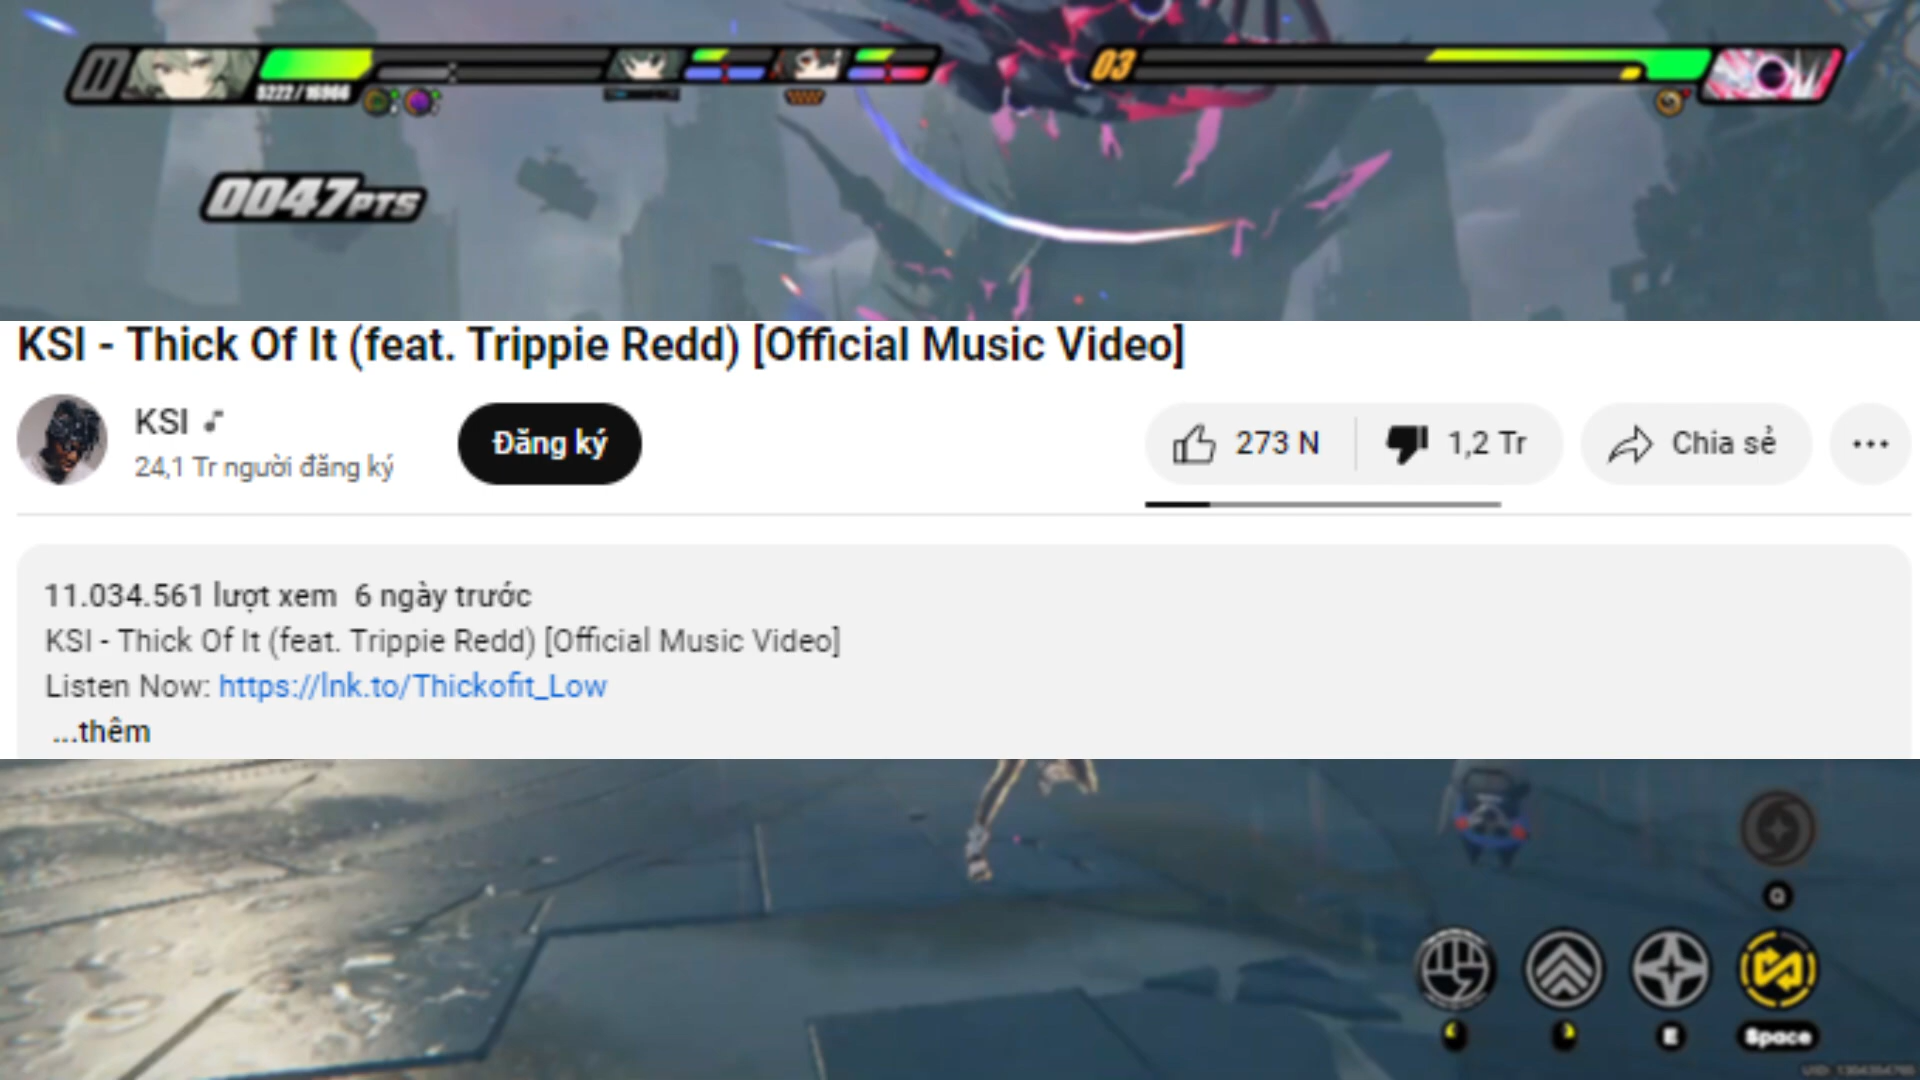 5222/16966
03
0047PTS
KSI - Thick Of It (feat. Trippie Redd) [Official Music Video]
KSI
24,1 Tr người đăng ký
Đăng ký
273 N
1,2 Tr
Chia sẻ
11.034.561 lượt xem 6 ngày trước
KSI - Thick Of It (feat. Trippie Redd) [Official Music Video]
Listen Now: https://lnk.to/Thickofit_Low
...thêm
Q
E
Space